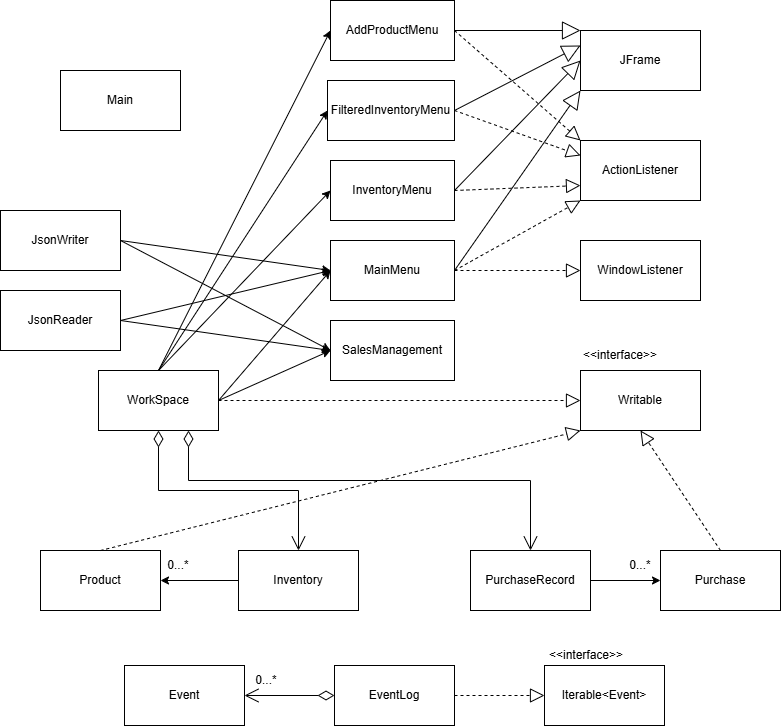 AddProductMenu
JFrame
Main
FilteredInventoryMenu
ActionListener
InventoryMenu
JsonWriter
MainMenu
WindowListener
JsonReader
SalesManagement
<<interface>>
WorkSpace
Writable
0...*
0...*
Product
Inventory
PurchaseRecord
Purchase
<<interface>>
0...*
Event
EventLog
Iterable<Event>